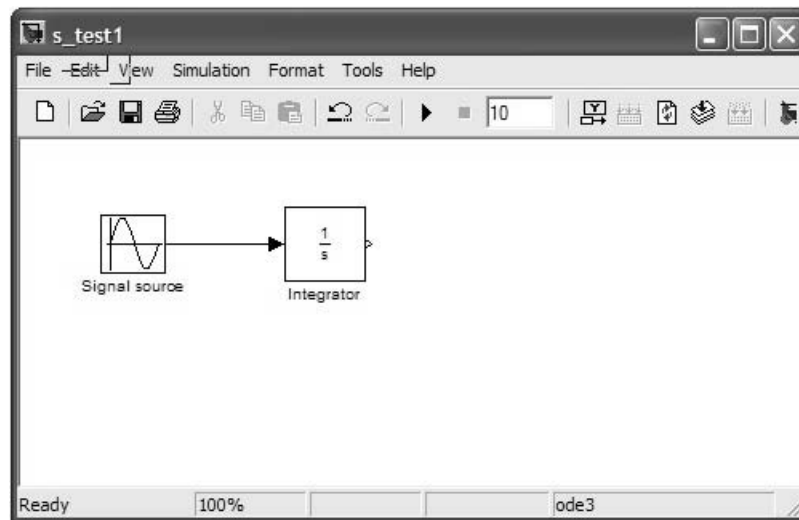 s_test1
File Edit View Simulation Format Tools Help
10
Y
1
s
Signal source
Integrator
Ready 100% ode3